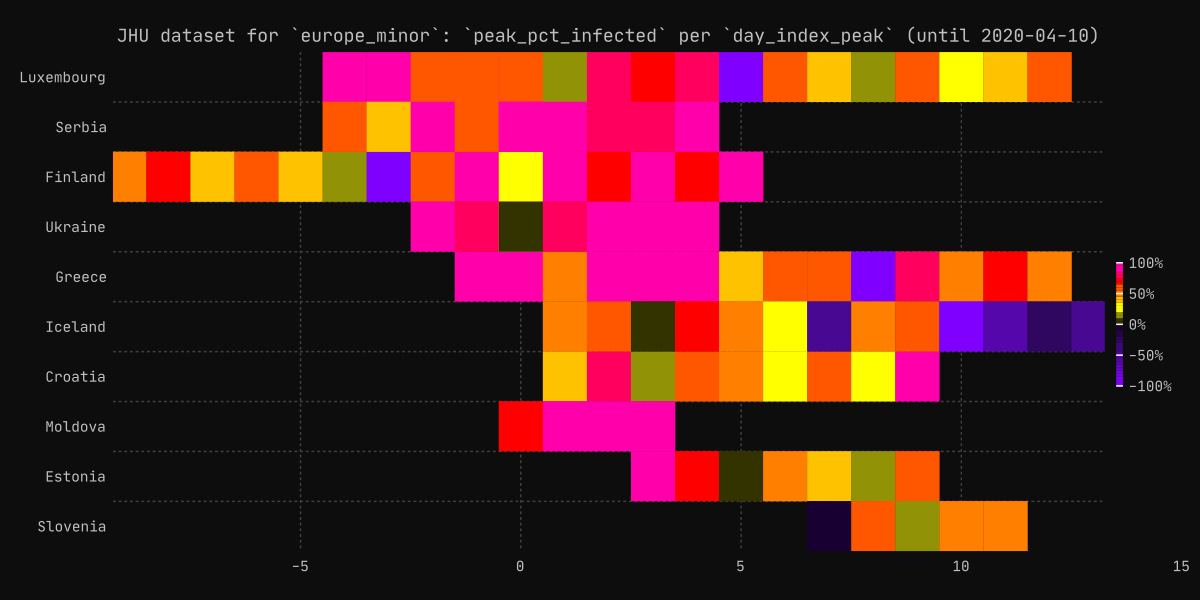 JHU dataset for `europe_minor`: `peak_pct_infected` per `day_index_peak` (until 2020-04-10)
Luxembourg
Serbia
Finland
Ukraine
Greece
Iceland
Croatia
Moldova
Estonia
Slovenia
100%
50%
0%
−50%
−100%
−5 0 5 10 15